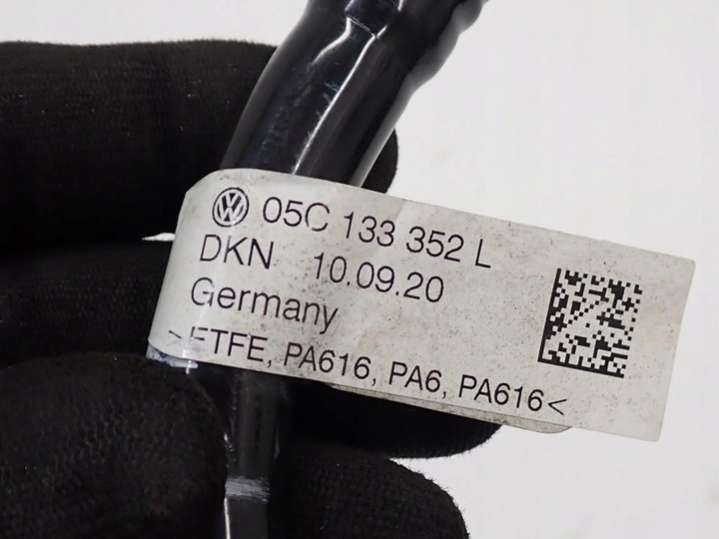 05C 133 352 L
DKN 10.09.20
Germany
>ETFE, PA616, PA6, PA616<